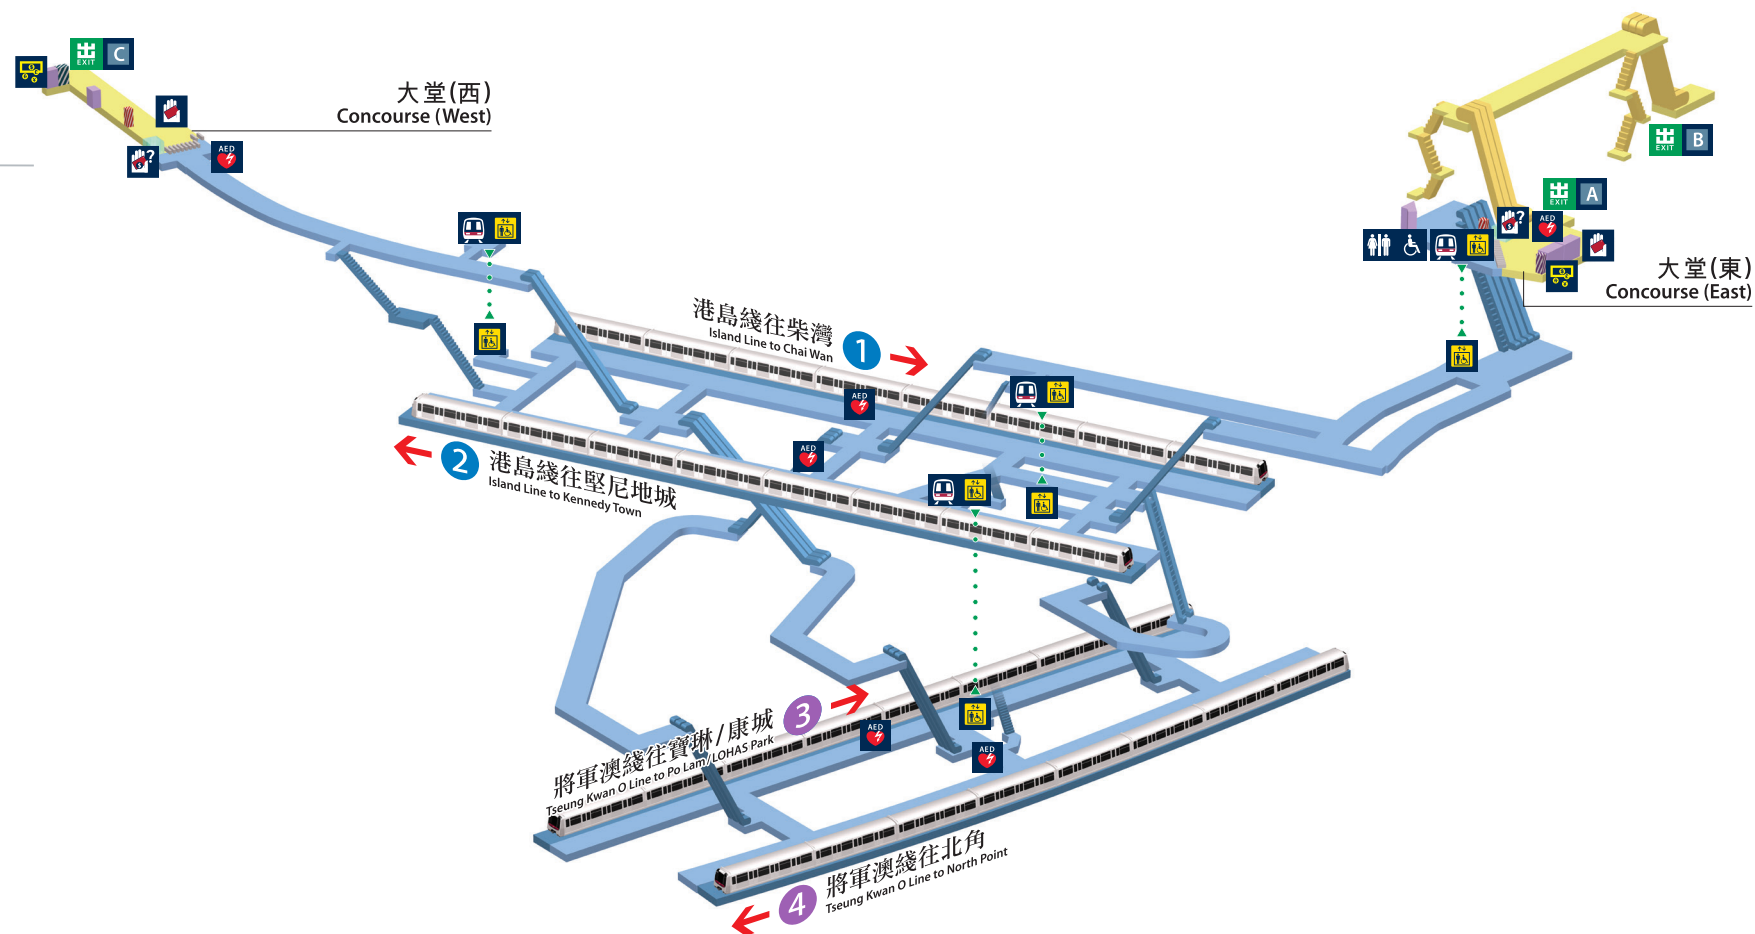 出 C
EXIT
大堂(西)
Concourse (West)
?
AED
出 B
EXIT
出 A
EXIT
?
AED
大堂(東)
Concourse (East)
港島綫往柴灣 1
Island Line to Chai Wan
AED
AED
2 港島綫往堅尼地城
Island Line to Kennedy Town
將軍澳綫往寶琳/康城 3
Tseung Kwan O Line to Po Lam/LOHAS Park
AED
AED
4 將軍澳綫往北角
Tseung Kwan O Line to North Point